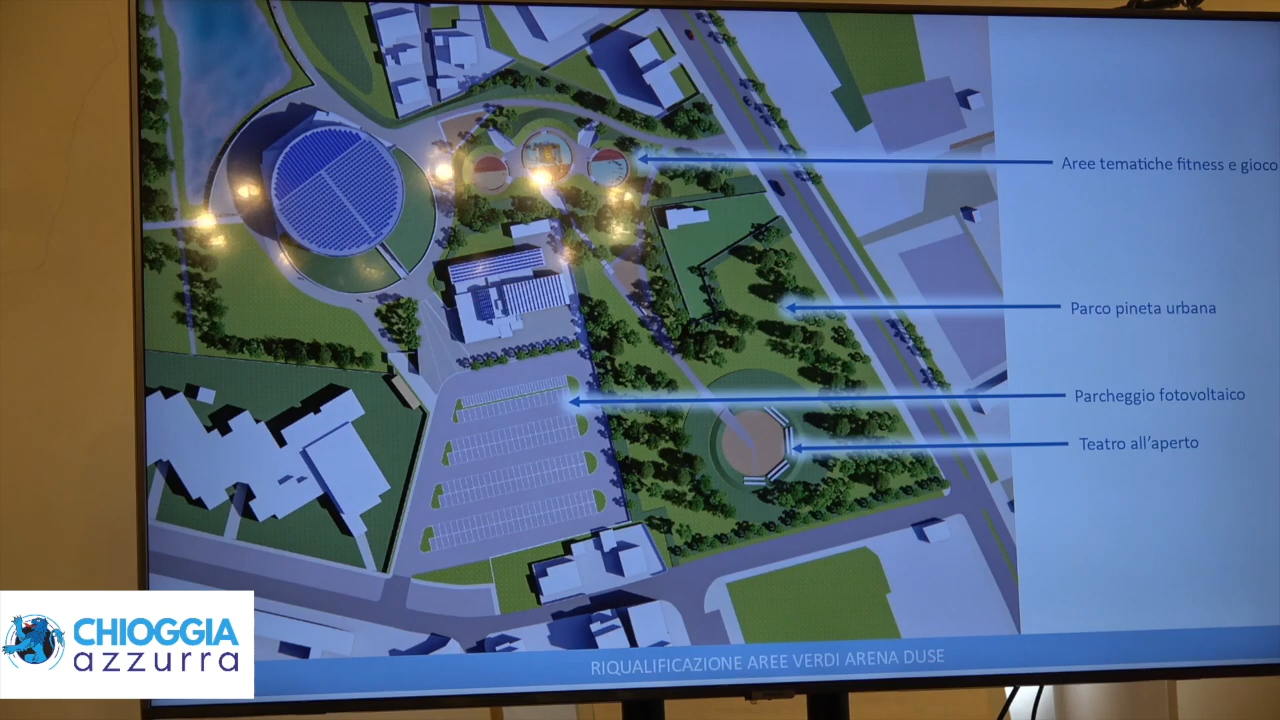 Aree tematiche fitness e gioco
Parco pineta urbana
Parcheggio fotovoltaico
Teatro all'aperto
RIQUALIFICAZIONE AREE VERDI ARENA DUSE
CHIOGGIA
azzurra